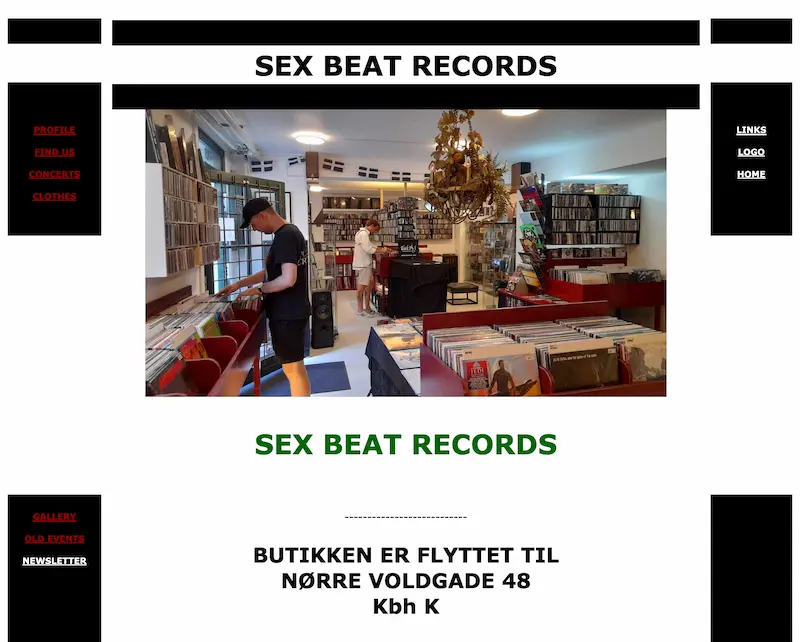 SEX BEAT RECORDS
PROFILE
FIND US
CONCERTS
CLOTHES
LINKS
LOGO
HOME
SEX BEAT RECORDS
GALLERY
OLD EVENTS
NEWSLETTER
---------------------------
BUTIKKEN ER FLYTTET TIL
NØRRE VOLDGADE 48
Kbh K